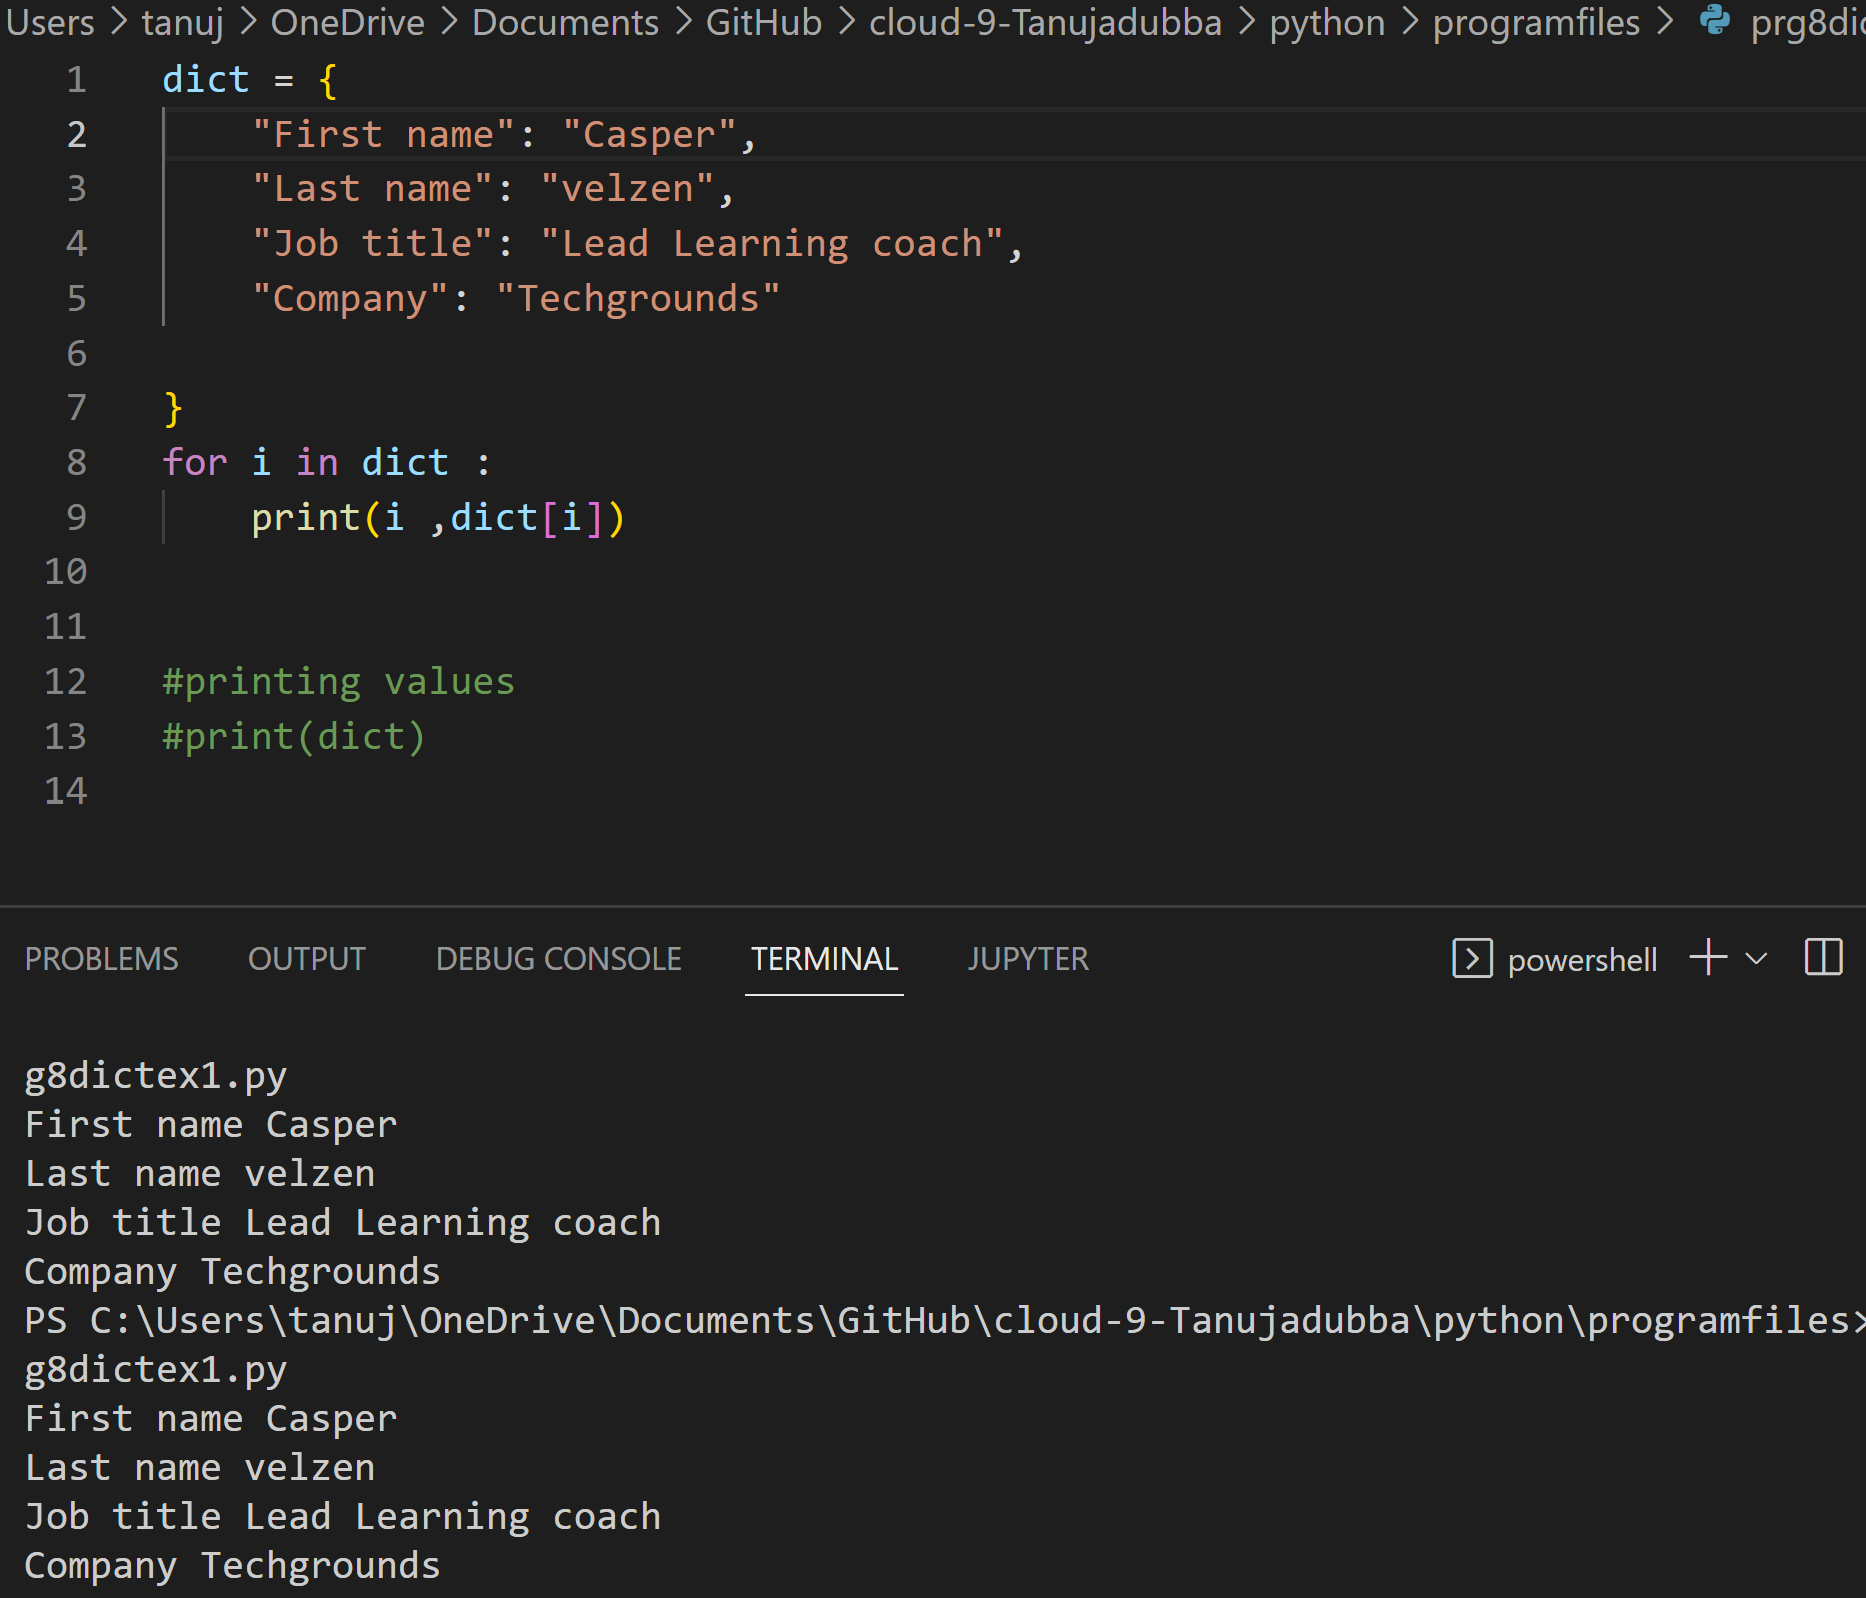 Users > tanuj > OneDrive > Documents > GitHub > cloud-9-Tanujadubba > python > programfiles >
1 dict = {
2 "First name": "Casper",
3 "Last name": "velzen",
4 "Job title": "Lead Learning coach",
5 "Company": "Techgrounds"
6
7 }
8 for i in dict :
9 print(i ,dict[i])
10
11
12 #printing values
13 #print(dict)
14
PROBLEMS OUTPUT DEBUG CONSOLE TERMINAL JUPYTER powershell
g8dictex1.py
First name Casper
Last name velzen
Job title Lead Learning coach
Company Techgrounds
PS C:\Users\tanuj\OneDrive\Documents\GitHub\cloud-9-Tanujadubba\python\programfiles>
g8dictex1.py
First name Casper
Last name velzen
Job title Lead Learning coach
Company Techgrounds